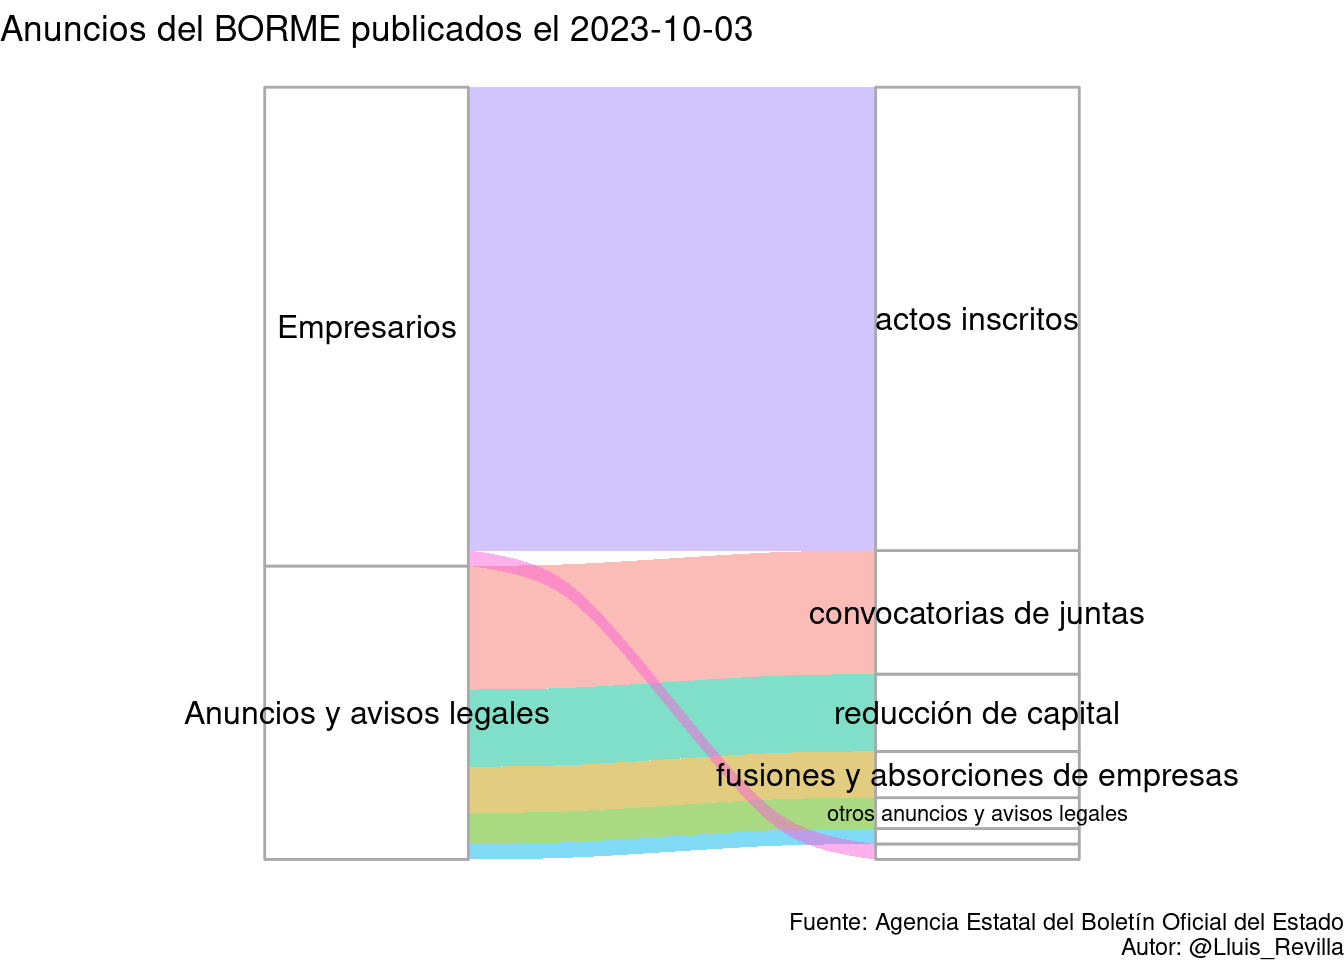 Anuncios del BORME publicados el 2023-10-03
Empresarios
actos inscritos
convocatorias de juntas
Anuncios y avisos legales
reducción de capital
fusiones y absorciones de empresas
otros anuncios y avisos legales
Fuente: Agencia Estatal del Boletín Oficial del Estado
Autor: @Lluis_Revilla